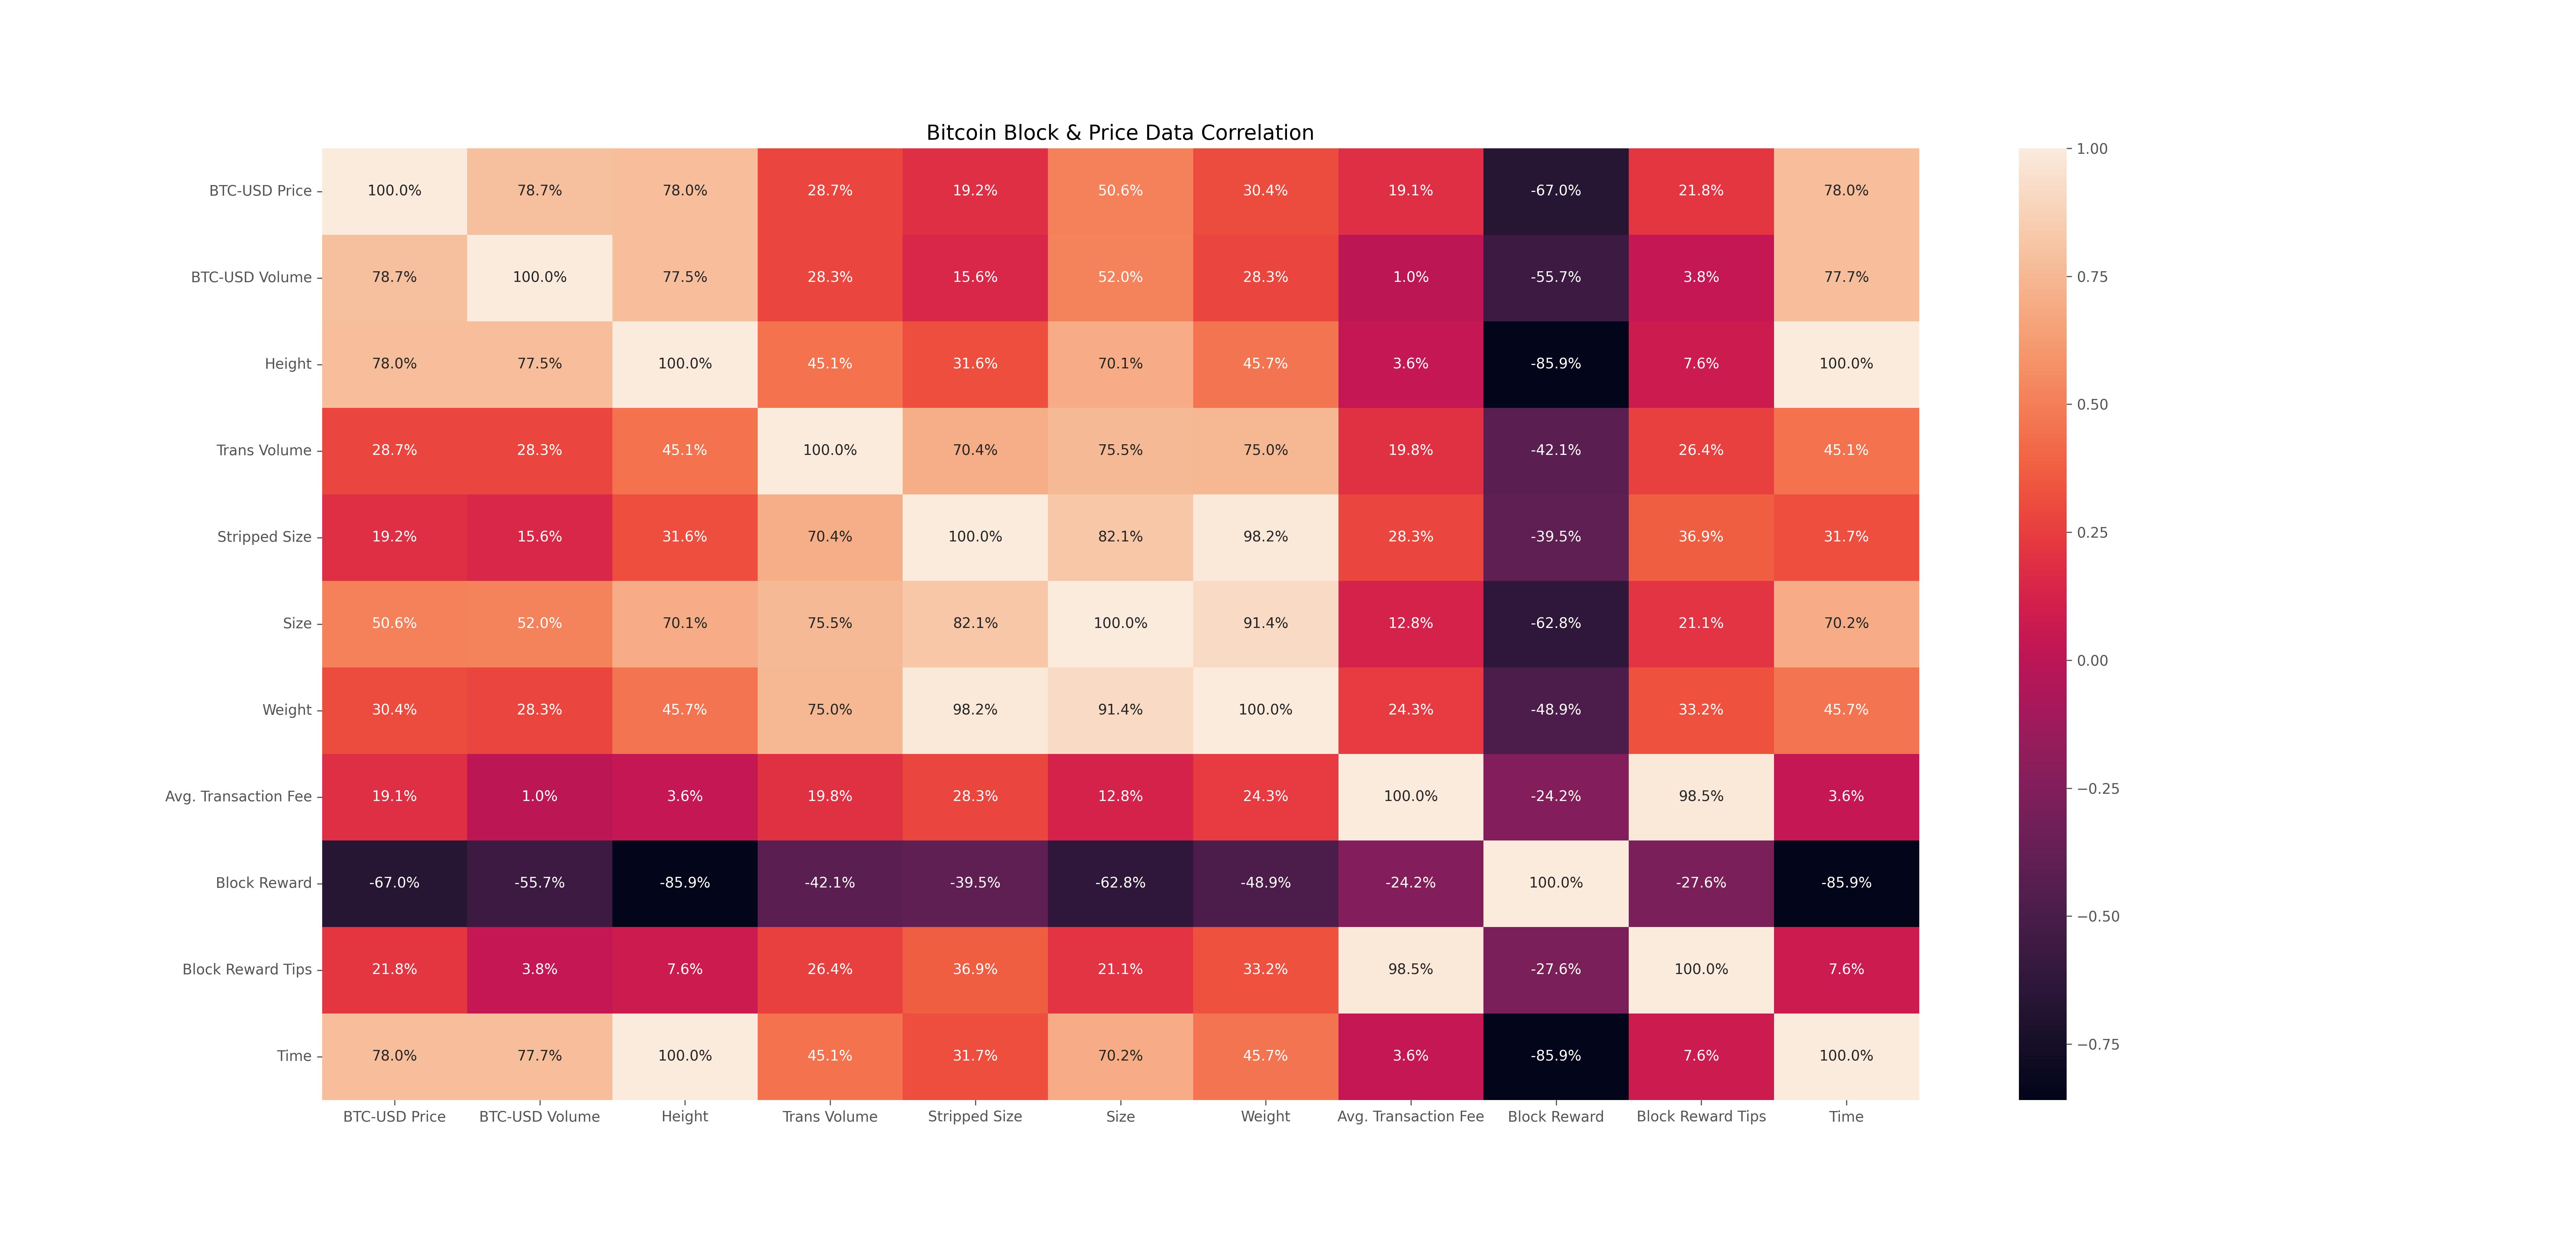 Bitcoin Block & Price Data Correlation
BTC-USD Price 100.0% 78.7% 78.0% 28.7% 19.2% 50.6% 30.4% 19.1% -67.0% 21.8% 78.0%
BTC-USD Volume 78.7% 100.0% 77.5% 28.3% 15.6% 52.0% 28.3% 1.0% -55.7% 3.8% 77.7%
Height 78.0% 77.5% 100.0% 45.1% 31.6% 70.1% 45.7% 3.6% -85.9% 7.6% 100.0%
Trans Volume 28.7% 28.3% 45.1% 100.0% 70.4% 75.5% 75.0% 19.8% -42.1% 26.4% 45.1%
Stripped Size 19.2% 15.6% 31.6% 70.4% 100.0% 82.1% 98.2% 28.3% -39.5% 36.9% 31.7%
Size 50.6% 52.0% 70.1% 75.5% 82.1% 100.0% 91.4% 12.8% -62.8% 21.1% 70.2%
Weight 30.4% 28.3% 45.7% 75.0% 98.2% 91.4% 100.0% 24.3% -48.9% 33.2% 45.7%
Avg. Transaction Fee 19.1% 1.0% 3.6% 19.8% 28.3% 12.8% 24.3% 100.0% -24.2% 98.5% 3.6%
Block Reward -67.0% -55.7% -85.9% -42.1% -39.5% -62.8% -48.9% -24.2% 100.0% -27.6% -85.9%
Block Reward Tips 21.8% 3.8% 7.6% 26.4% 36.9% 21.1% 33.2% 98.5% -27.6% 100.0% 7.6%
Time 78.0% 77.7% 100.0% 45.1% 31.7% 70.2% 45.7% 3.6% -85.9% 7.6% 100.0%
BTC-USD Price BTC-USD Volume Height Trans Volume Stripped Size Size Weight Avg. Transaction Fee Block Reward Block Reward Tips Time
1.00
0.75
0.50
0.25
0.00
−0.25
−0.50
−0.75